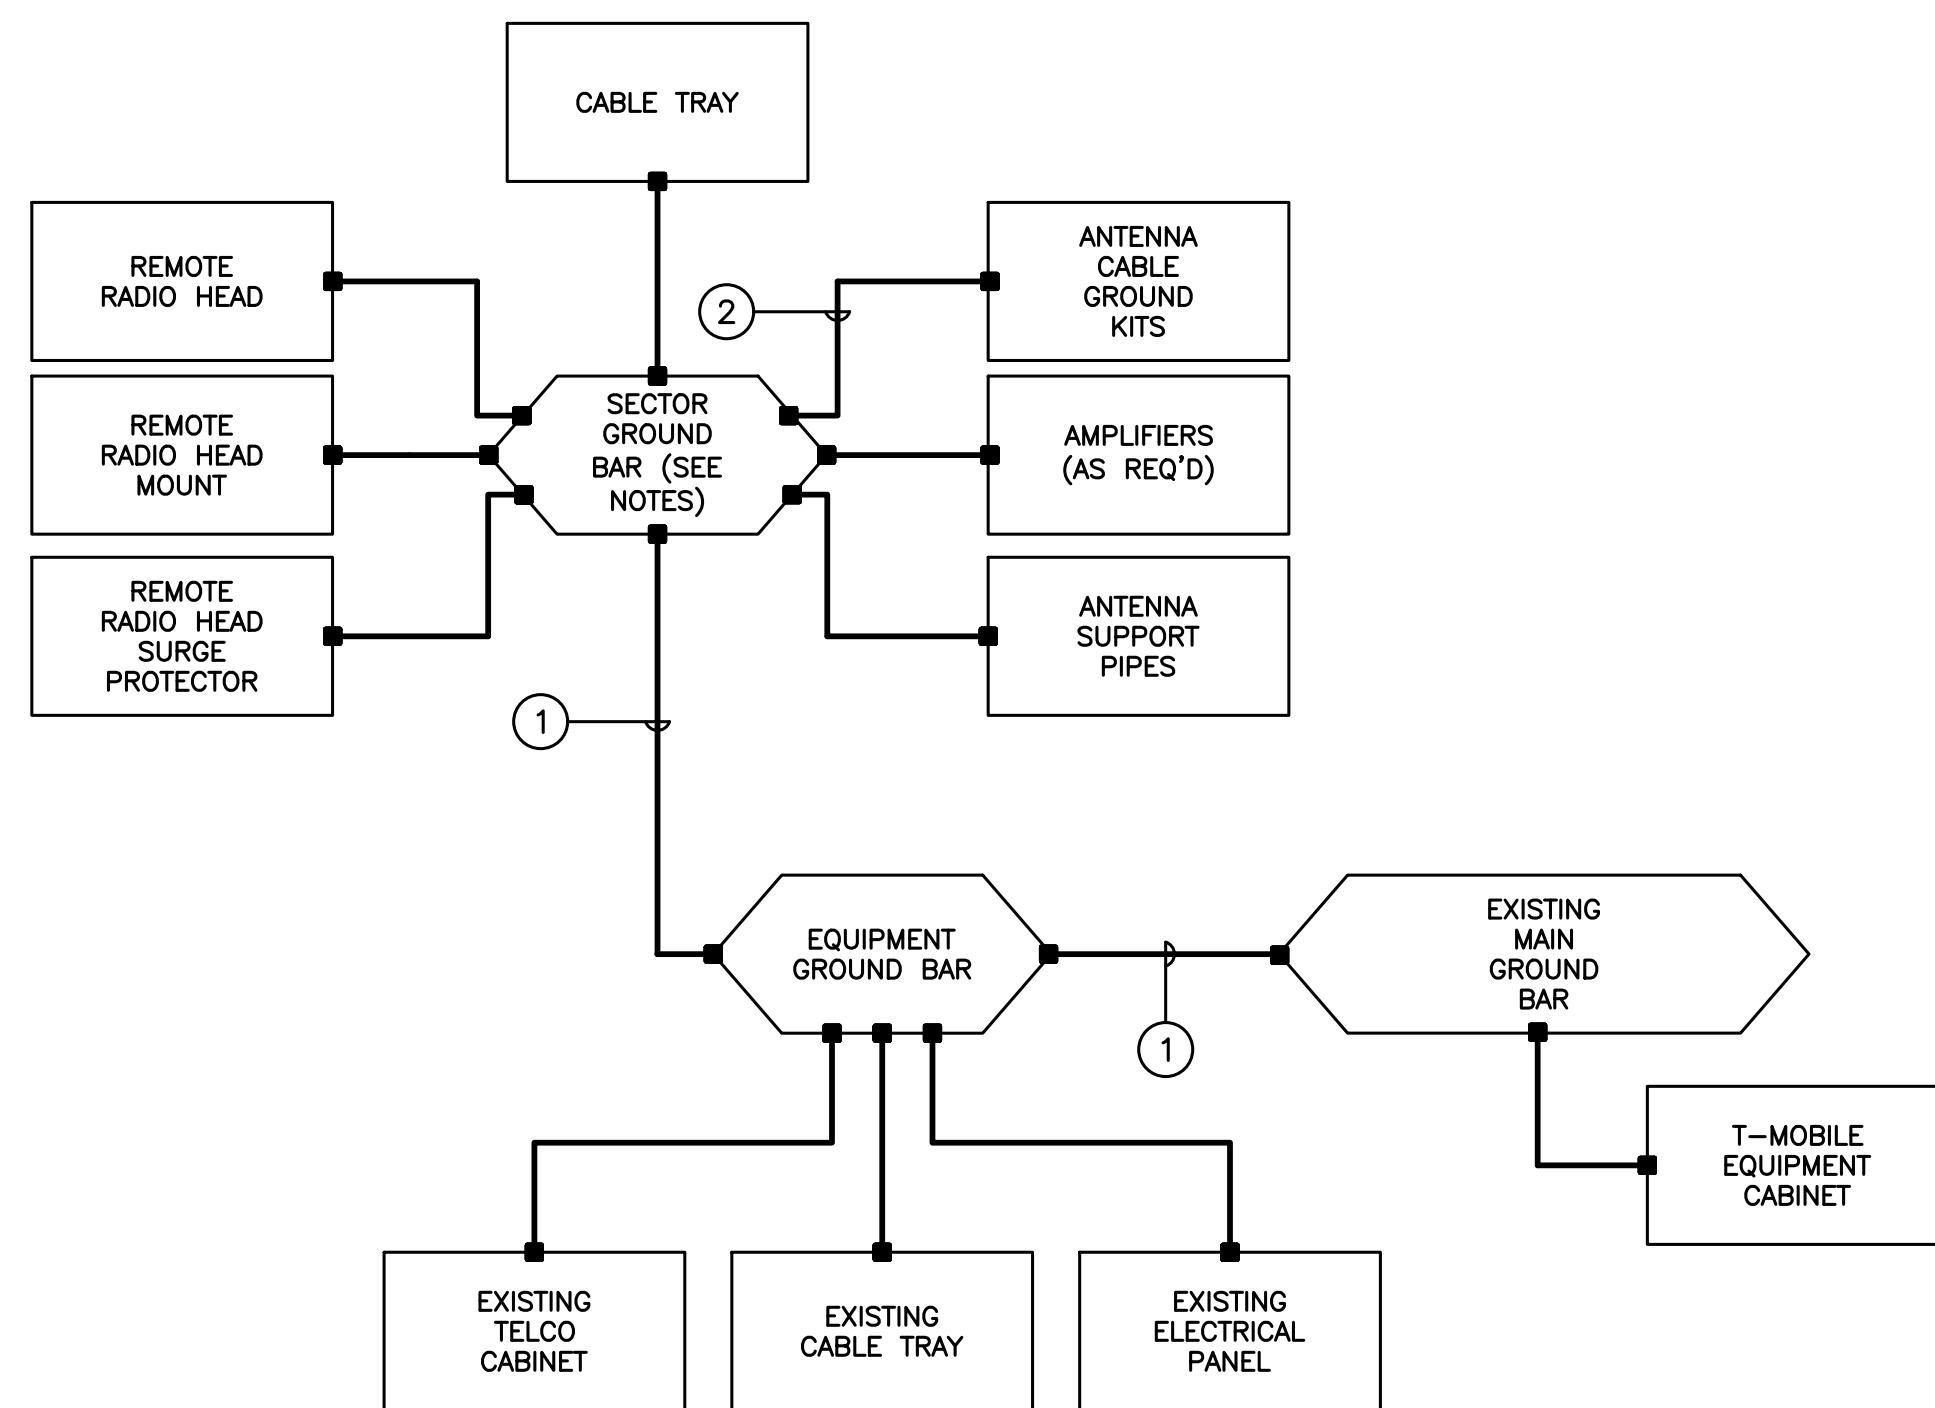 CABLE TRAY
REMOTE
RADIO HEAD
ANTENNA
CABLE
GROUND
KITS
2
REMOTE
RADIO HEAD
MOUNT
SECTOR
GROUND
BAR (SEE
NOTES)
AMPLIFIERS
(AS REQ'D)
REMOTE
RADIO HEAD
SURGE
PROTECTOR
ANTENNA
SUPPORT
PIPES
1
EQUIPMENT
GROUND BAR
EXISTING
MAIN
GROUND
BAR
1
T-MOBILE
EQUIPMENT
CABINET
EXISTING
TELCO
CABINET
EXISTING
CABLE TRAY
EXISTING
ELECTRICAL
PANEL